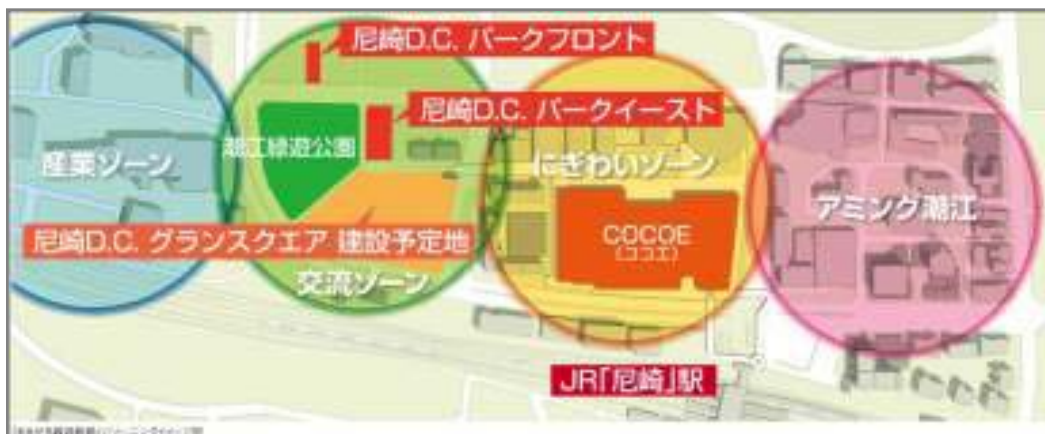 尼崎D.C. パークフロント
尼崎D.C. パークイースト
産業ゾーン
潮江緑遊公園
にぎわいゾーン
アミング潮江
尼崎D.C. グランスクエア 建設予定地
COCOE
(ココエ)
交流ゾーン
JR「尼崎」駅